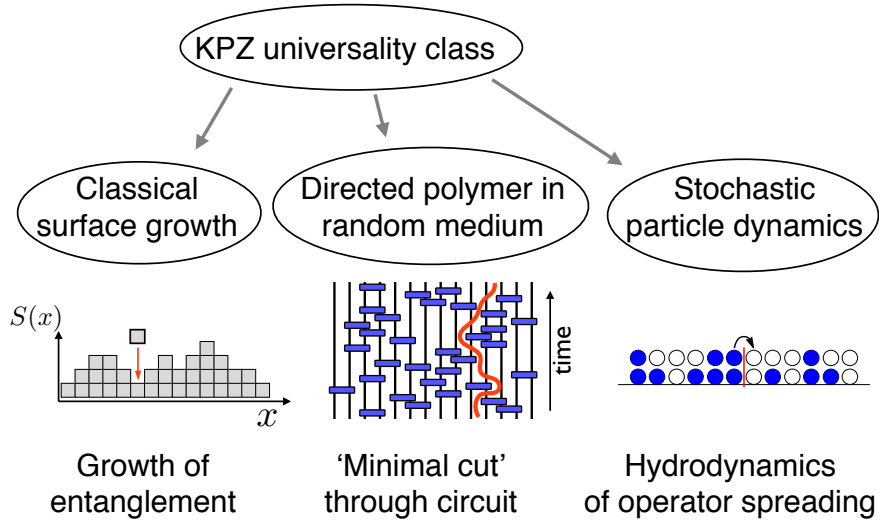 KPZ universality class
Classical
surface growth
Directed polymer in
random medium
Stochastic
particle dynamics
S(x)
x
time
Growth of
entanglement
‘Minimal cut’
through circuit
Hydrodynamics
of operator spreading